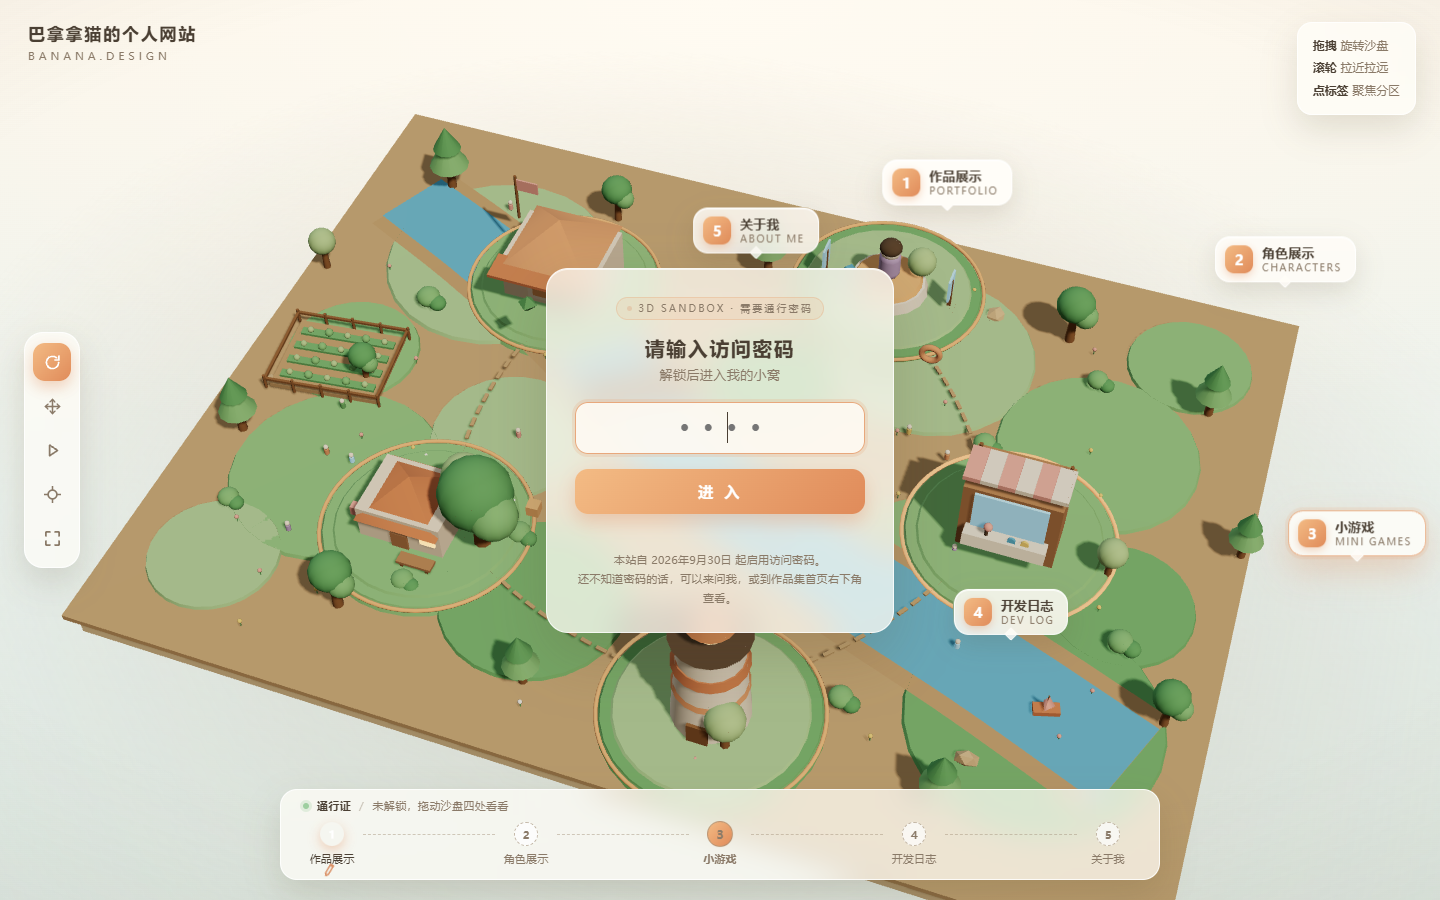 巴拿拿猫的个人网站
BANANA.DESIGN
拖拽 旋转沙盘
滚轮 拉近拉远
点标签 聚焦分区
1 作品展示
PORTFOLIO
5 关于我
ABOUT ME
2 角色展示
CHARACTERS
3D SANDBOX · 需要通行密码
请输入访问密码
解锁后进入我的小窝
进 入
本站自 2026年9月30日 起启用访问密码。
还不知道密码的话，可以来问我，或到作品集首页右下角
查看。
3 小游戏
MINI GAMES
4 开发日志
DEV LOG
通行证 / 未解锁，拖动沙盘四处看看
1 2 3 4 5
作品展示 角色展示 小游戏 开发日志 关于我